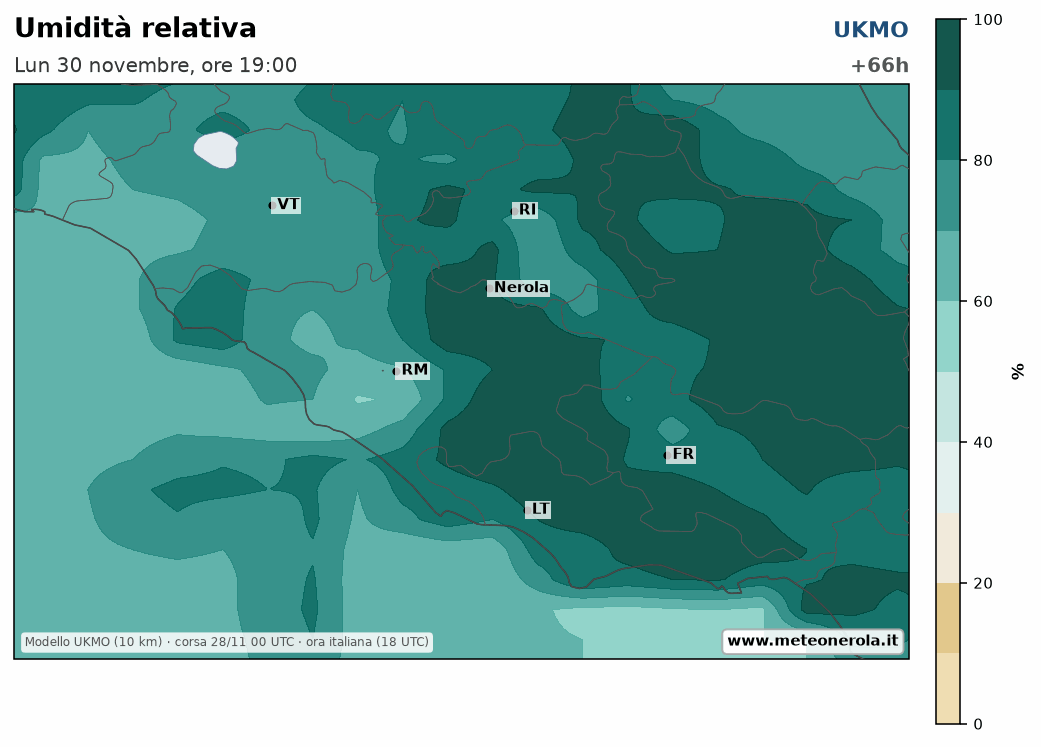 Umidità relativa
UKMO
Lun 30 novembre, ore 19:00
+66h
VT
RI
Nerola
RM
FR
LT
Modello UKMO (10 km) · corsa 28/11 00 UTC · ora italiana (18 UTC)
www.meteonerola.it
100
80
60
40
20
0
%